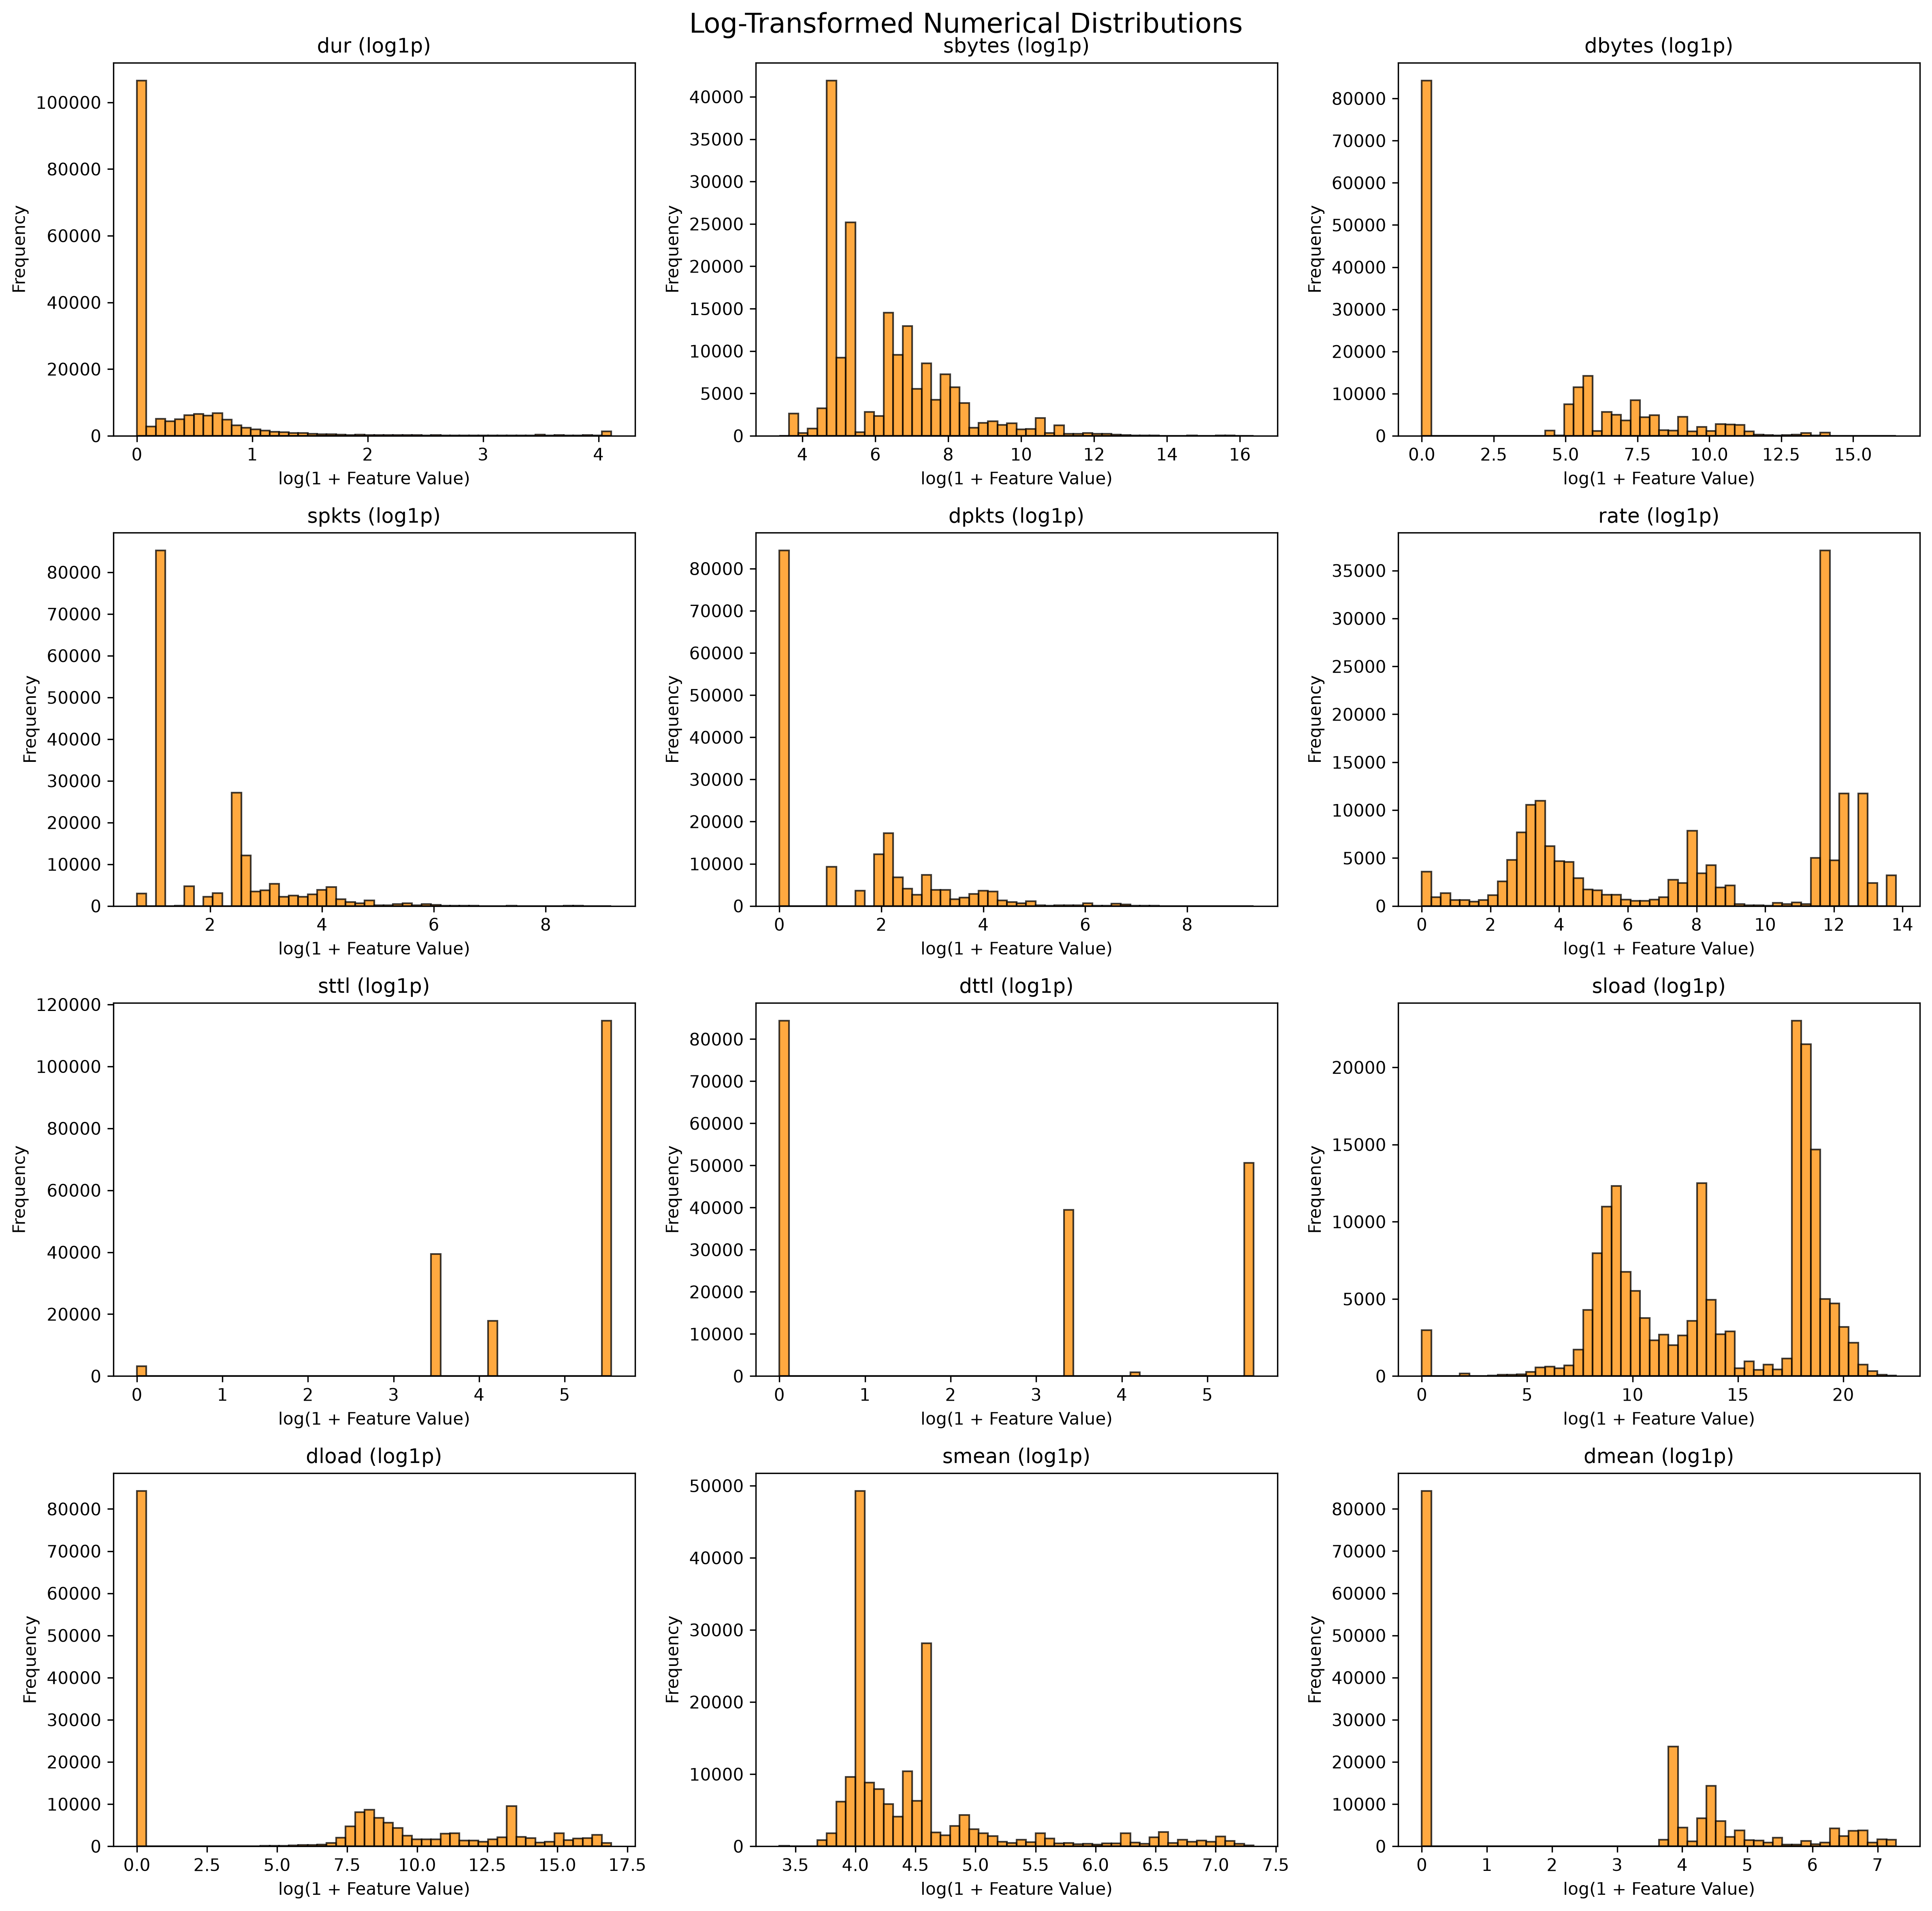 Log-Transformed Numerical Distributions
dur (log1p)
Frequency
100000
80000
60000
40000
20000
0
0 1 2 3 4
log(1 + Feature Value)
sbytes (log1p)
Frequency
40000
35000
30000
25000
20000
15000
10000
5000
0
4 6 8 10 12 14 16
log(1 + Feature Value)
dbytes (log1p)
Frequency
80000
70000
60000
50000
40000
30000
20000
10000
0
0.0 2.5 5.0 7.5 10.0 12.5 15.0
log(1 + Feature Value)
spkts (log1p)
Frequency
80000
70000
60000
50000
40000
30000
20000
10000
0
2 4 6 8
log(1 + Feature Value)
dpkts (log1p)
Frequency
80000
70000
60000
50000
40000
30000
20000
10000
0
0 2 4 6 8
log(1 + Feature Value)
rate (log1p)
Frequency
35000
30000
25000
20000
15000
10000
5000
0
0 2 4 6 8 10 12 14
log(1 + Feature Value)
sttl (log1p)
Frequency
120000
100000
80000
60000
40000
20000
0
0 1 2 3 4 5
log(1 + Feature Value)
dttl (log1p)
Frequency
80000
70000
60000
50000
40000
30000
20000
10000
0
0 1 2 3 4 5
log(1 + Feature Value)
sload (log1p)
Frequency
20000
15000
10000
5000
0
0 5 10 15 20
log(1 + Feature Value)
dload (log1p)
Frequency
80000
70000
60000
50000
40000
30000
20000
10000
0
0.0 2.5 5.0 7.5 10.0 12.5 15.0 17.5
log(1 + Feature Value)
smean (log1p)
Frequency
50000
40000
30000
20000
10000
0
3.5 4.0 4.5 5.0 5.5 6.0 6.5 7.0 7.5
log(1 + Feature Value)
dmean (log1p)
Frequency
80000
70000
60000
50000
40000
30000
20000
10000
0
0 1 2 3 4 5 6 7
log(1 + Feature Value)